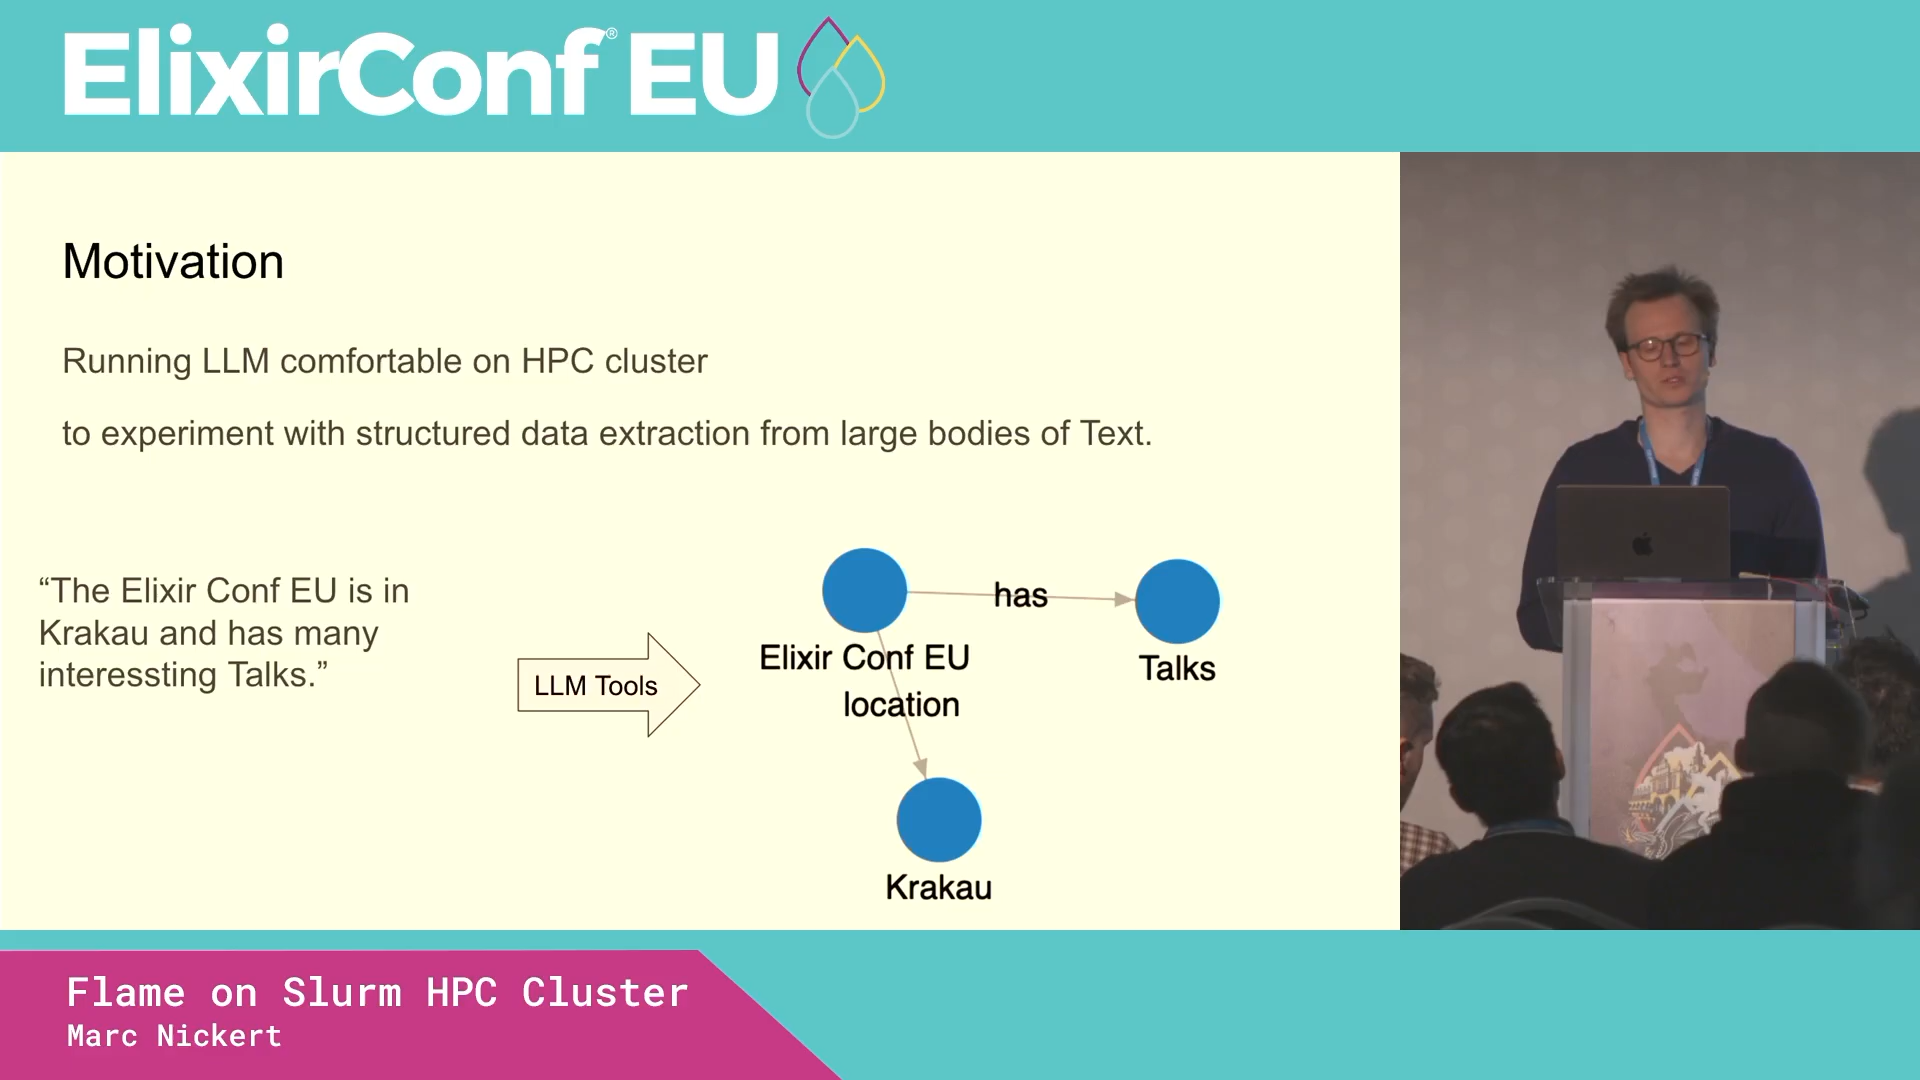 ElixirConf® EU
Motivation
Running LLM comfortable on HPC cluster
to experiment with structured data extraction from large bodies of Text.
“The Elixir Conf EU is in
Krakau and has many
interessting Talks.”
LLM Tools
has
Elixir Conf EU
Talks
location
Krakau
Flame on Slurm HPC Cluster
Marc Nickert